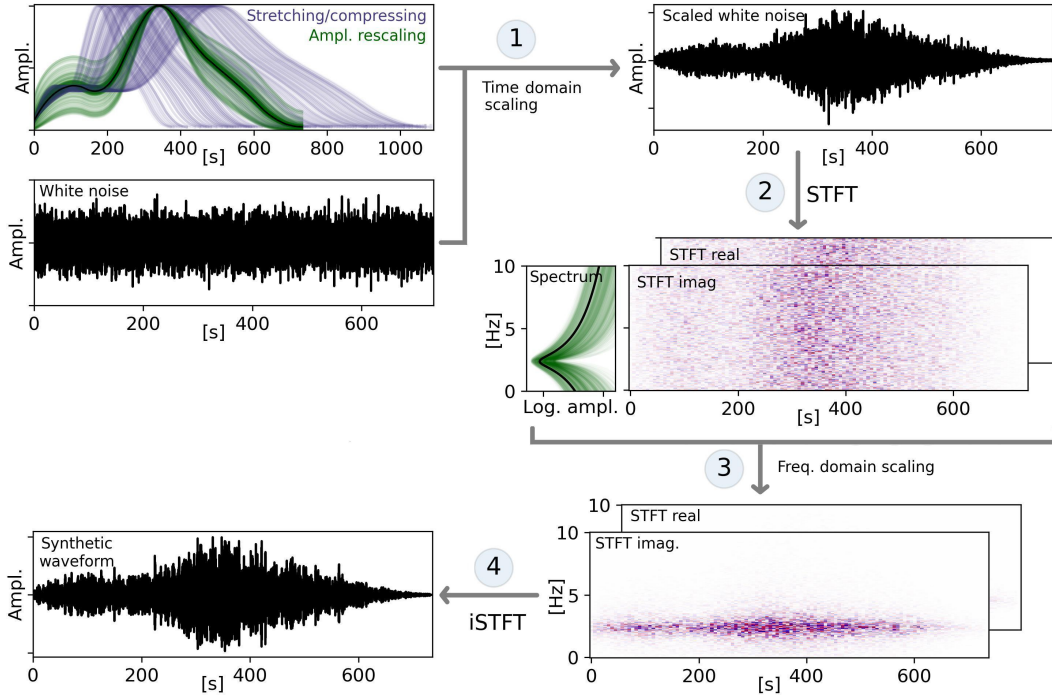 Stretching/compressing
Ampl. rescaling
Ampl.
0 200 400 600 800 1000
[s]
1
Time domain
scaling
Scaled white noise
Ampl.
0 200 400 600
[s]
White noise
Ampl.
0 200 400 600
[s]
2
STFT
STFT real
STFT imag
Spectrum
10
5
0
[Hz]
Log. ampl.
0 200 400 600
[s]
3
Freq. domain scaling
10
STFT real
10
5
0
[Hz]
STFT imag.
0 200 400 600
[s]
4
iSTFT
Synthetic
waveform
Ampl.
0 200 400 600
[s]